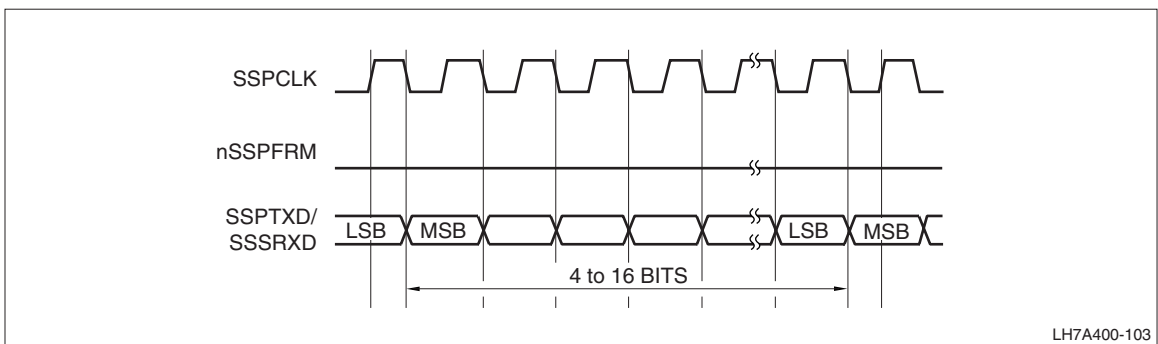 SSPCLK
nSSPFRM
SSPTXD/
SSSRXD
LSB MSB LSB MSB
4 to 16 BITS
LH7A400-103